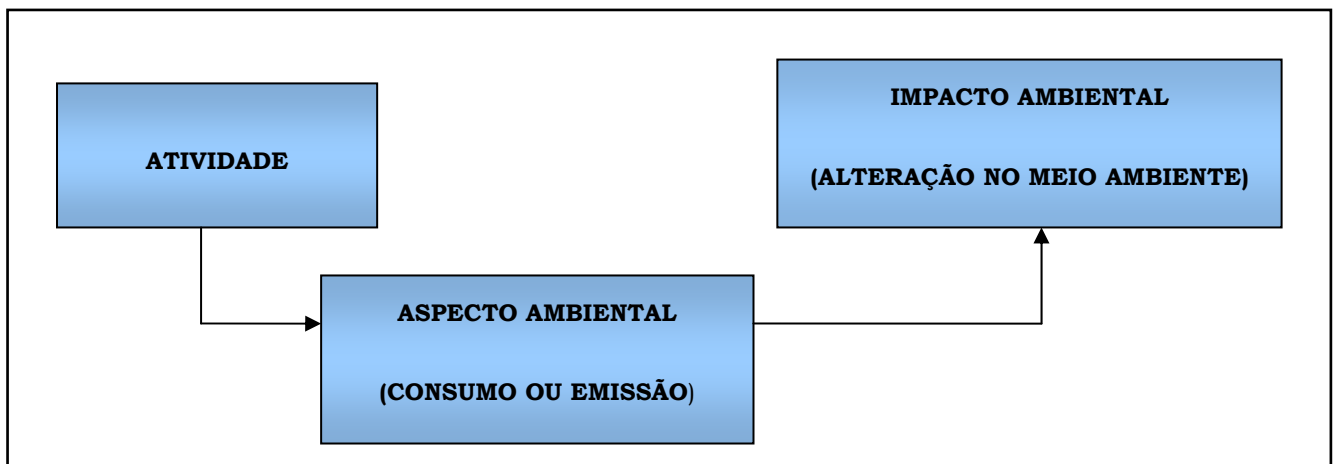 ATIVIDADE
ASPECTO AMBIENTAL
(CONSUMO OU EMISSÃO)
IMPACTO AMBIENTAL
(ALTERAÇÃO NO MEIO AMBIENTE)